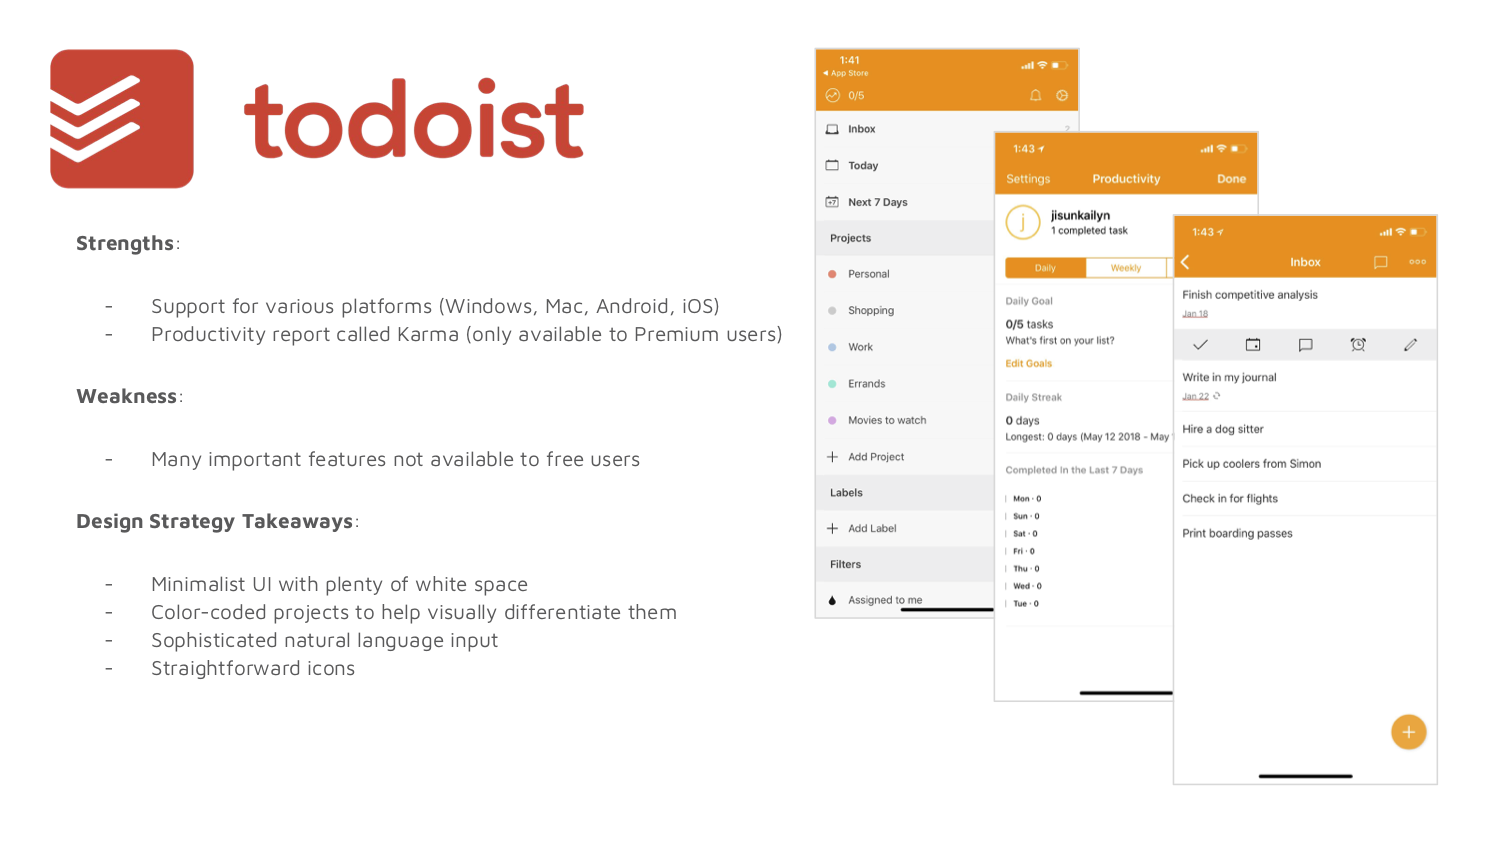 todoist
Strengths:
- Support for various platforms (Windows, Mac, Android, iOS)
- Productivity report called Karma (only available to Premium users)
Weakness:
- Many important features not available to free users
Design Strategy Takeaways:
- Minimalist UI with plenty of white space
- Color-coded projects to help visually differentiate them
- Sophisticated natural language input
- Straightforward icons
1:41
App Store
0/5
Inbox
Today
+7 Next 7 Days
Projects
Personal
Shopping
Work
Errands
Movies to watch
Add Project
Labels
Add Label
Filters
Assigned to me
1:43
Settings Productivity Done
j
jisunkailyn
1 completed task
Daily Weekly
Daily Goal
0/5 tasks
What's first on your list?
Edit Goals
Daily Streak
0 days
Longest: 0 days (May 12 2018 - May
Completed In the Last 7 Days
Mon · 0
Sun · 0
Sat · 0
Fri · 0
Thu · 0
Wed · 0
Tue · 0
1:43
Inbox
Finish competitive analysis
Jan 18
Write in my journal
Jan 22
Hire a dog sitter
Pick up coolers from Simon
Check in for flights
Print boarding passes